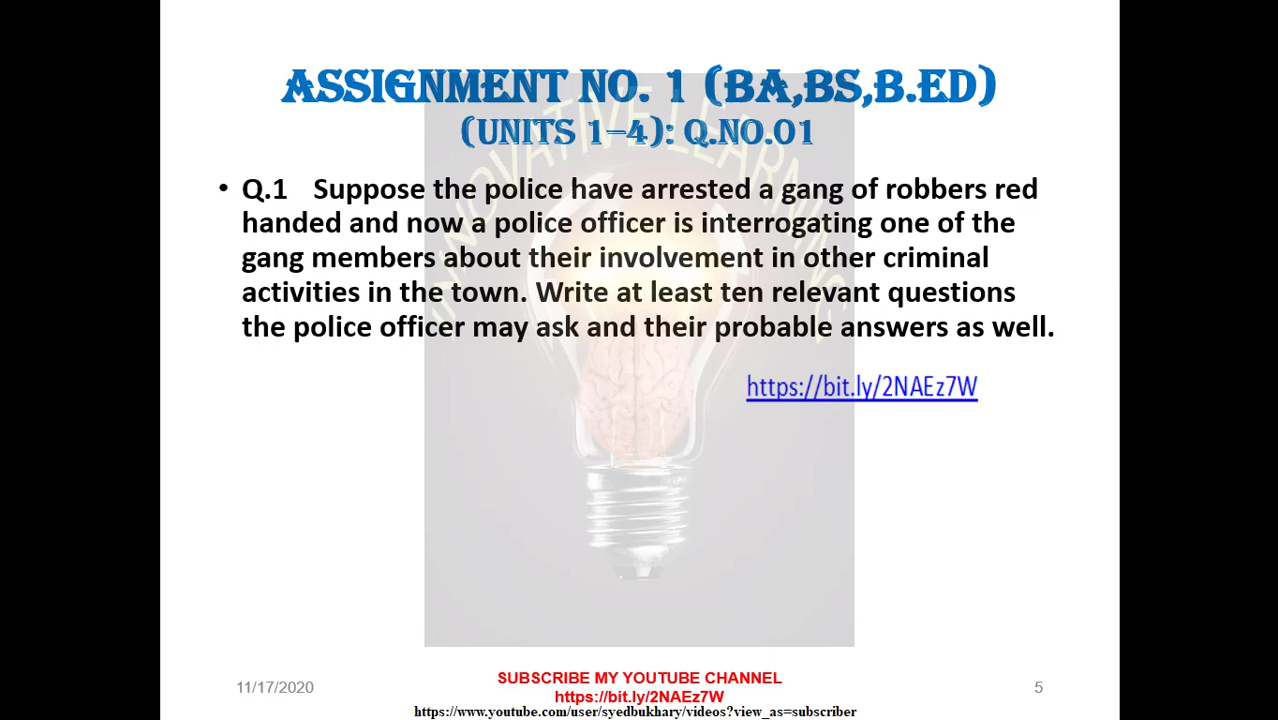 ASSIGNMENT NO. 1 (BA,BS,B.ED)
(UNITS 1–4): Q.NO.01
• Q.1 Suppose the police have arrested a gang of robbers red
handed and now a police officer is interrogating one of the
gang members about their involvement in other criminal
activities in the town. Write at least ten relevant questions
the police officer may ask and their probable answers as well.
https://bit.ly/2NAEz7W
INNOVATIVE LEARNING
11/17/2020
SUBSCRIBE MY YOUTUBE CHANNEL
https://bit.ly/2NAEz7W
https://www.youtube.com/user/syedbukhary/videos?view_as=subscriber
5